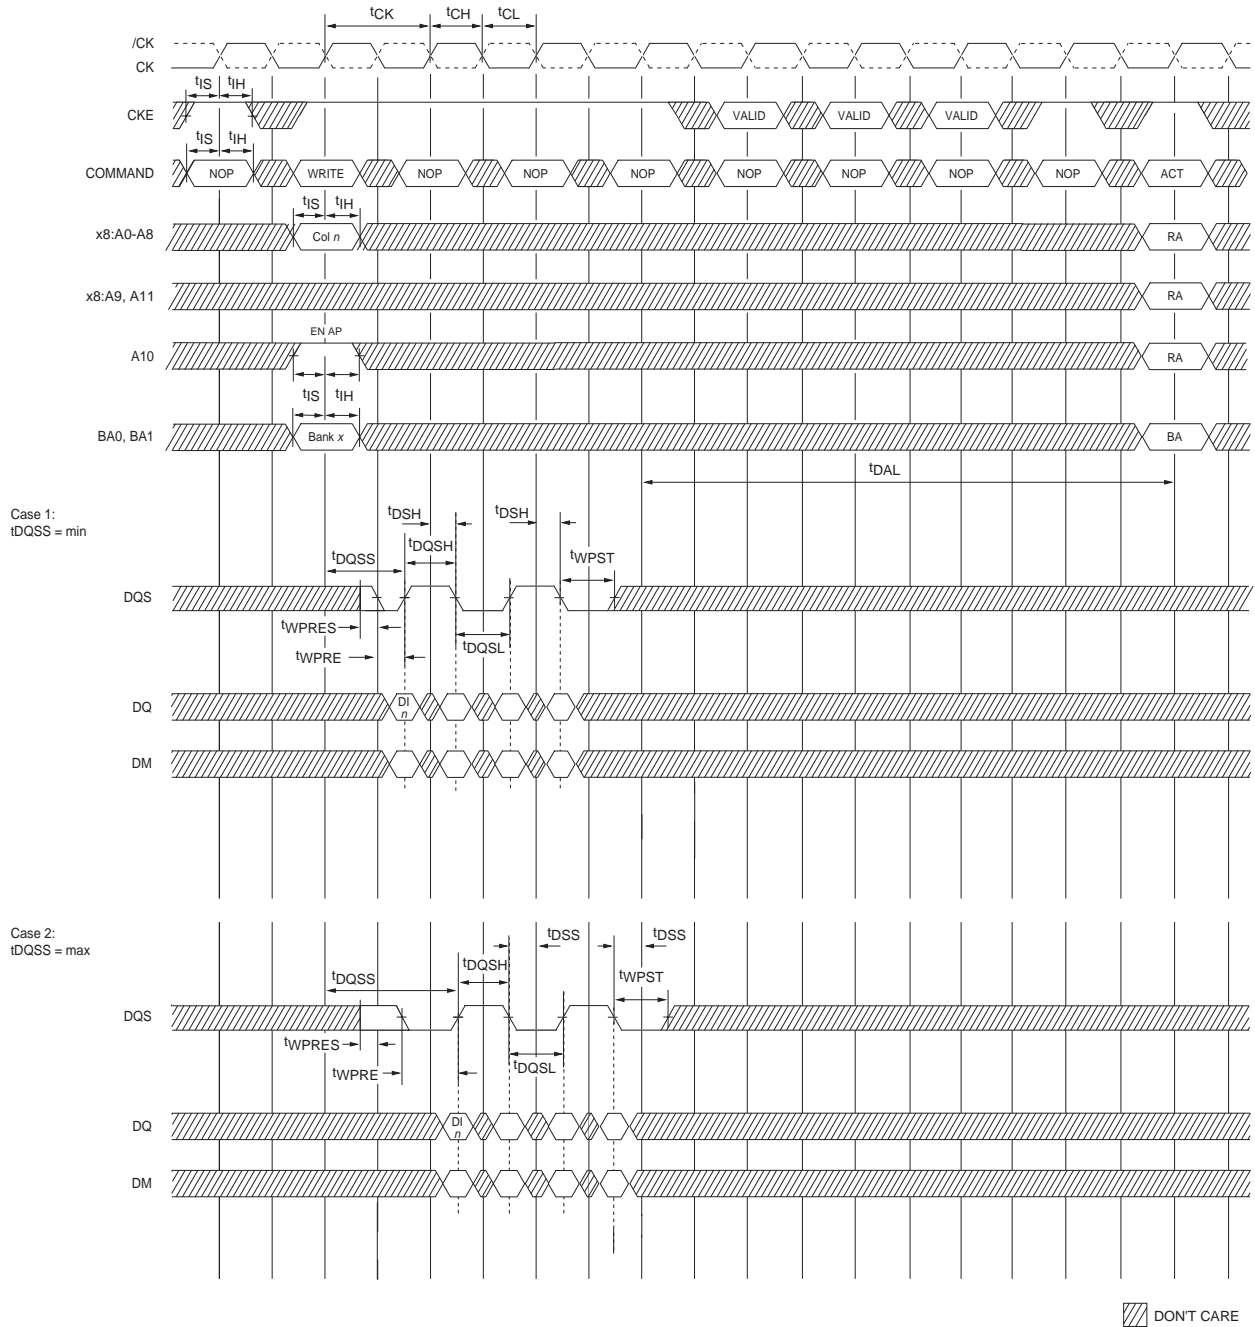 tCK tCH tCL
/CK
CK
tIS tIH
CKE VALID VALID VALID
tIS tIH
COMMAND NOP WRITE NOP NOP NOP NOP NOP NOP NOP ACT
tIS tIH
x8:A0-A8 Col n RA
x8:A9, A11 RA
EN AP
A10 RA
tIS tIH
BA0, BA1 Bank x BA
tDAL
Case 1:
tDQSS = min
tDSH tDSH
tDQSS tDQSH tWPST
DQS
tWPRES
tDQSL
tWPRE
DQ DI n
DM
Case 2:
tDQSS = max
tDSS tDSS
tDQSS tDQSH tWPST
DQS
tWPRES
tDQSL
tWPRE
DQ DI n
DM
DON'T CARE